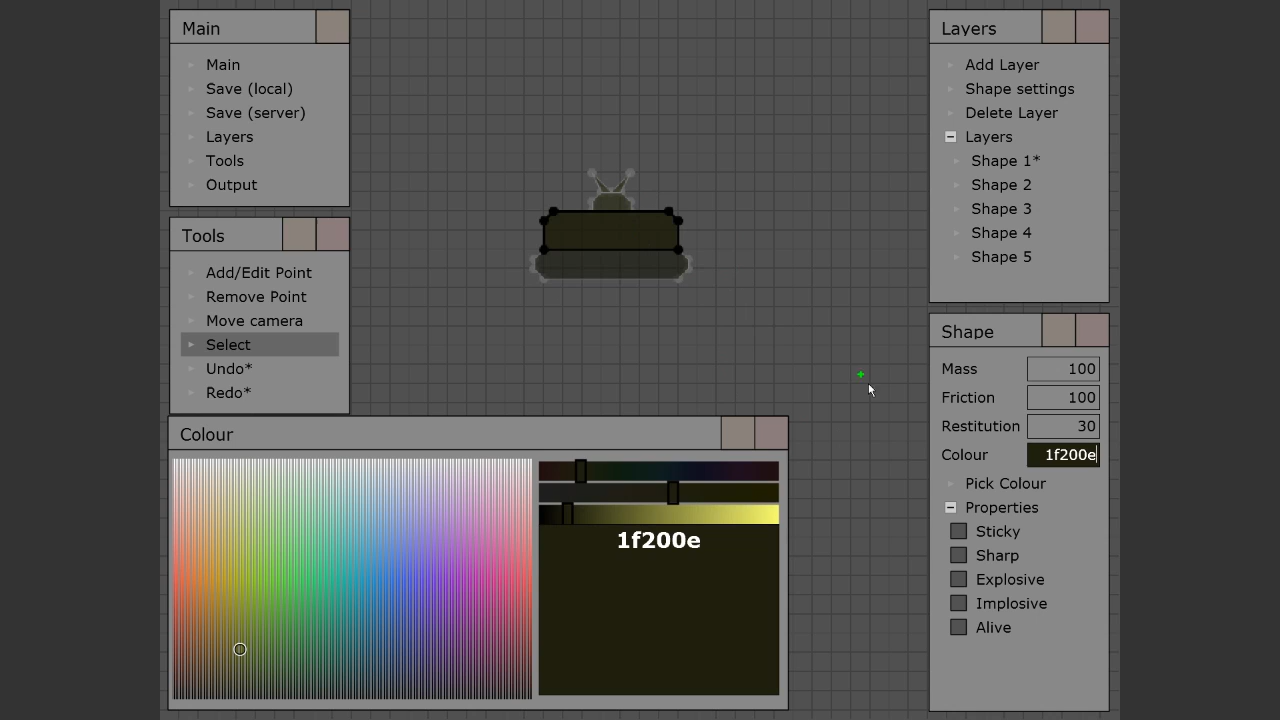 Main
Main
Save (local)
Save (server)
Layers
Tools
Output
Tools
Add/Edit Point
Remove Point
Move camera
Select
Undo*
Redo*
Colour
1f200e
Layers
Add Layer
Shape settings
Delete Layer
Layers
Shape 1*
Shape 2
Shape 3
Shape 4
Shape 5
Shape
Mass 100
Friction 100
Restitution 30
Colour 1f200e
Pick Colour
Properties
Sticky
Sharp
Explosive
Implosive
Alive